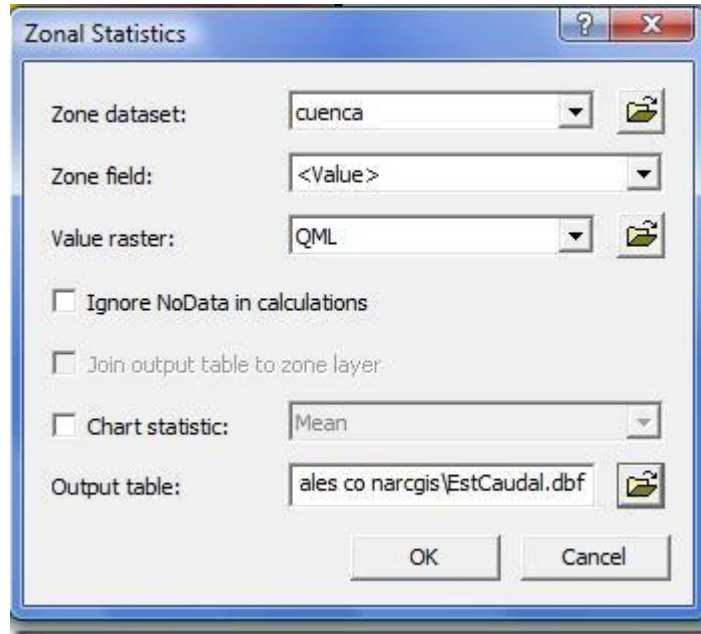 Zonal Statistics
Zone dataset: cuenca
Zone field: <Value>
Value raster: QML
Ignore NoData in calculations
Join output table to zone layer
Chart statistic: Mean
Output table: ales co narcgis\EstCaudal.dbf
OK Cancel